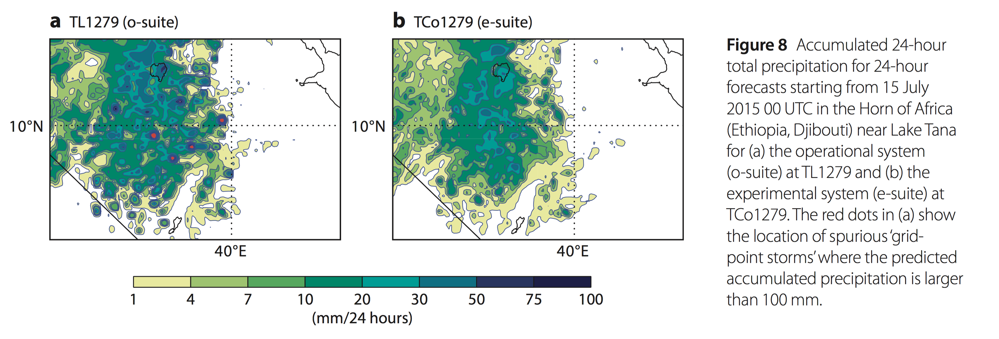 a TL1279 (o-suite)
b TCo1279 (e-suite)
10°N
10°N
40°E
40°E
1 4 7 10 20 30 50 75 100
(mm/24 hours)
Figure 8 Accumulated 24-hour
total precipitation for 24-hour
forecasts starting from 15 July
2015 00 UTC in the Horn of Africa
(Ethiopia, Djibouti) near Lake Tana
for (a) the operational system
(o-suite) at TL1279 and (b) the
experimental system (e-suite) at
TCo1279. The red dots in (a) show
the location of spurious ‘grid-
point storms’ where the predicted
accumulated precipitation is larger
than 100 mm.